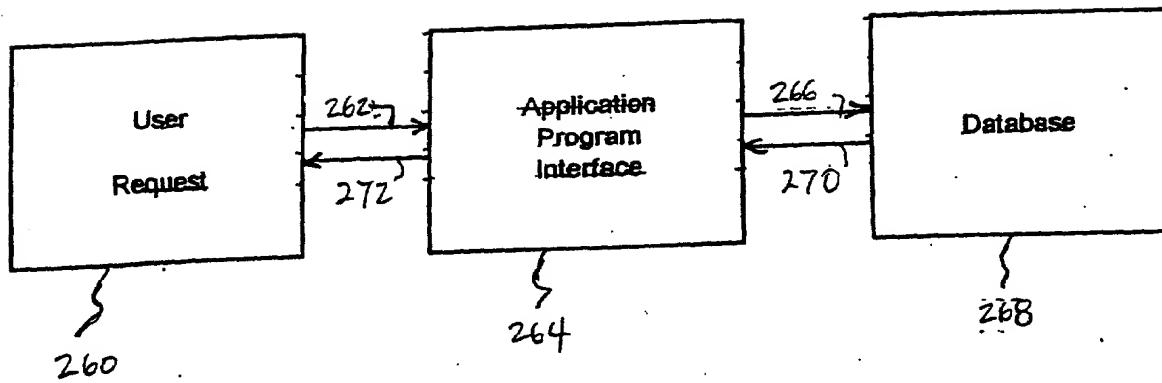 User
Request
262
272
Application
Program
Interface
266
270
Database
260
264
268